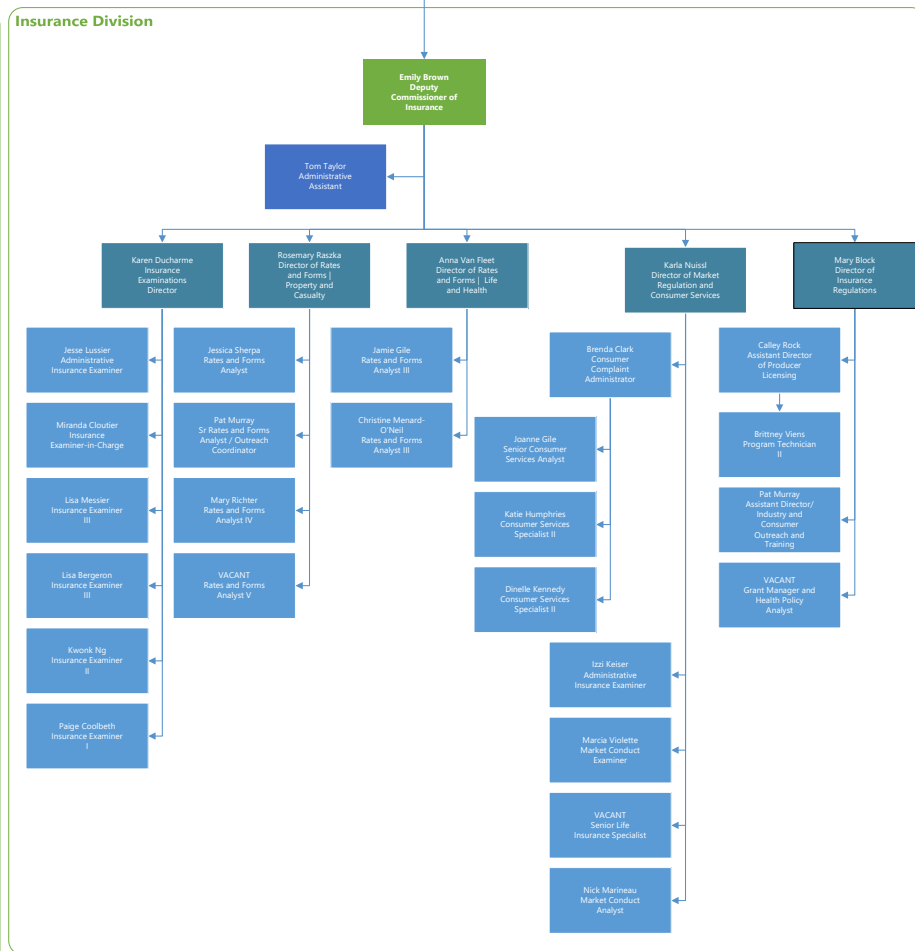 Insurance Division
Emily Brown
Deputy
Commissioner of
Insurance
Tom Taylor
Administrative
Assistant
Karen Ducharme
Insurance
Examinations
Director
Rosemary Raszka
Director of Rates
and Forms |
Property and
Casualty
Anna Van Fleet
Director of Rates
and Forms | Life
and Health
Karla Nuissl
Director of Market
Regulation and
Consumer Services
Mary Block
Director of
Insurance
Regulations
Jesse Lussier
Administrative
Insurance Examiner
Miranda Cloutier
Insurance
Examiner-in-Charge
Lisa Messier
Insurance Examiner
III
Lisa Bergeron
Insurance Examiner
III
Kwonk Ng
Insurance Examiner
II
Paige Coolbeth
Insurance Examiner
I
Jessica Sherpa
Rates and Forms
Analyst
Pat Murray
Sr Rates and Forms
Analyst / Outreach
Coordinator
Mary Richter
Rates and Forms
Analyst IV
VACANT
Rates and Forms
Analyst V
Jamie Gile
Rates and Forms
Analyst III
Christine Menard-
O'Neil
Rates and Forms
Analyst III
Brenda Clark
Consumer
Complaint
Administrator
Joanne Gile
Senior Consumer
Services Analyst
Katie Humphries
Consumer Services
Specialist II
Dinelle Kennedy
Consumer Services
Specialist II
Izzi Keiser
Administrative
Insurance Examiner
Marcia Violette
Market Conduct
Examiner
VACANT
Senior Life
Insurance Specialist
Nick Marineau
Market Conduct
Analyst
Calley Rock
Assistant Director
of Producer
Licensing
Brittney Viens
Program Technician
II
Pat Murray
Assistant Director/
Industry and
Consumer
Outreach and
Training
VACANT
Grant Manager and
Health Policy
Analyst